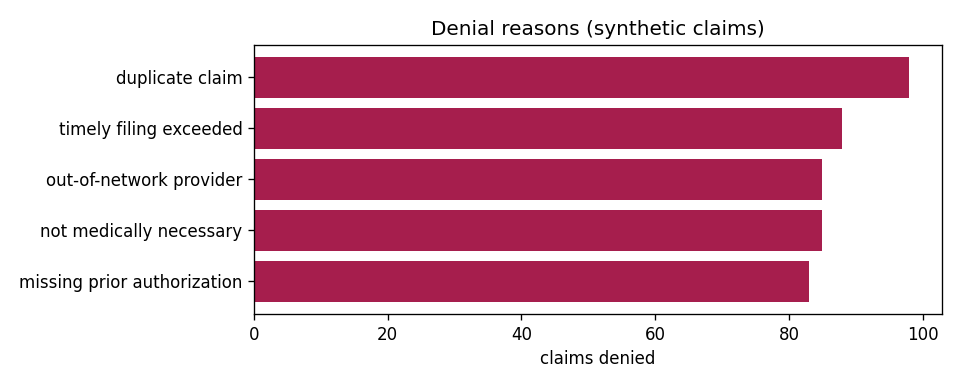 Denial reasons (synthetic claims)
duplicate claim
timely filing exceeded
out-of-network provider
not medically necessary
missing prior authorization
0 20 40 60 80 100
claims denied